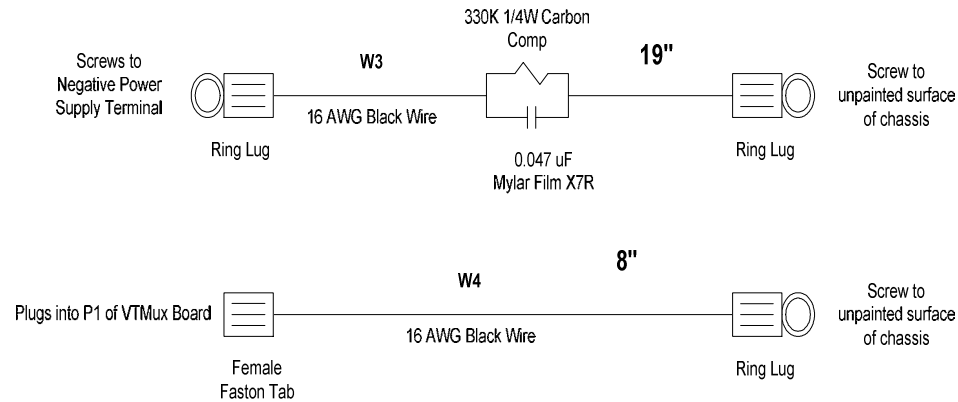 330K 1/4W Carbon
Comp
Screws to
Negative Power
Supply Terminal
W3
19"
Screw to
unpainted surface
of chassis
16 AWG Black Wire
Ring Lug
0.047 uF
Mylar Film X7R
Ring Lug
W4
8"
Plugs into P1 of VTMux Board
Screw to
unpainted surface
of chassis
16 AWG Black Wire
Female
Faston Tab
Ring Lug